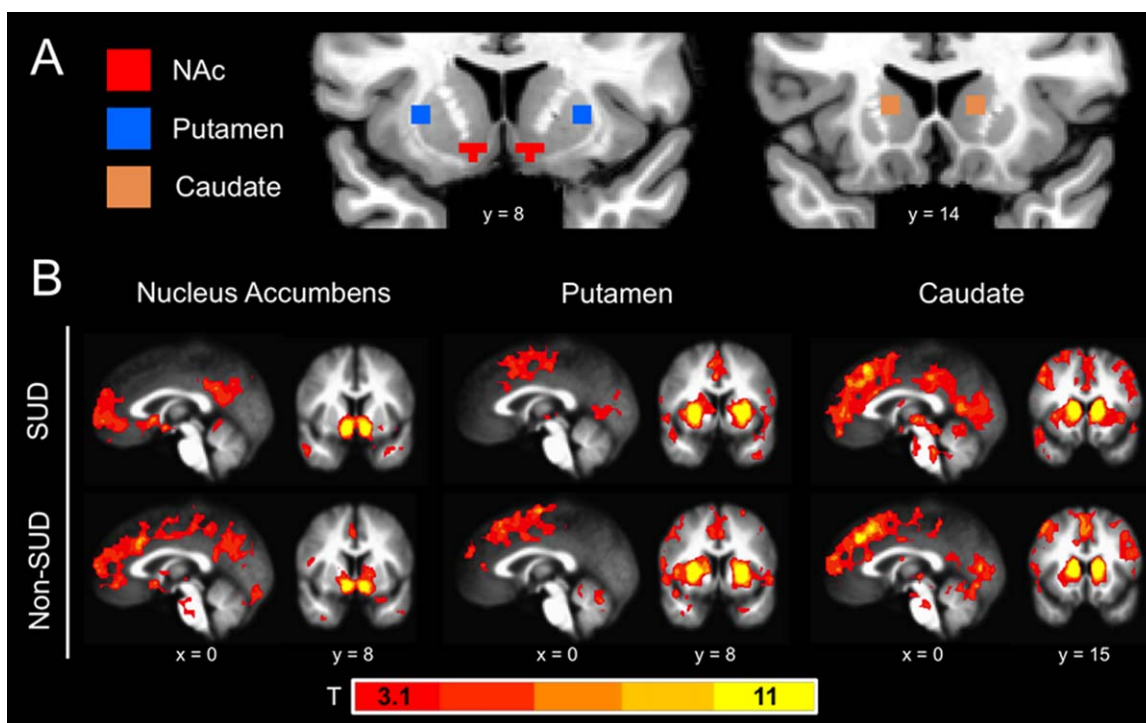 A
NAc
Putamen
Caudate
y = 8
y = 14
B
Nucleus Accumbens
Putamen
Caudate
SUD
Non-SUD
x = 0
y = 8
x = 0
y = 8
x = 0
y = 15
T
3.1
11